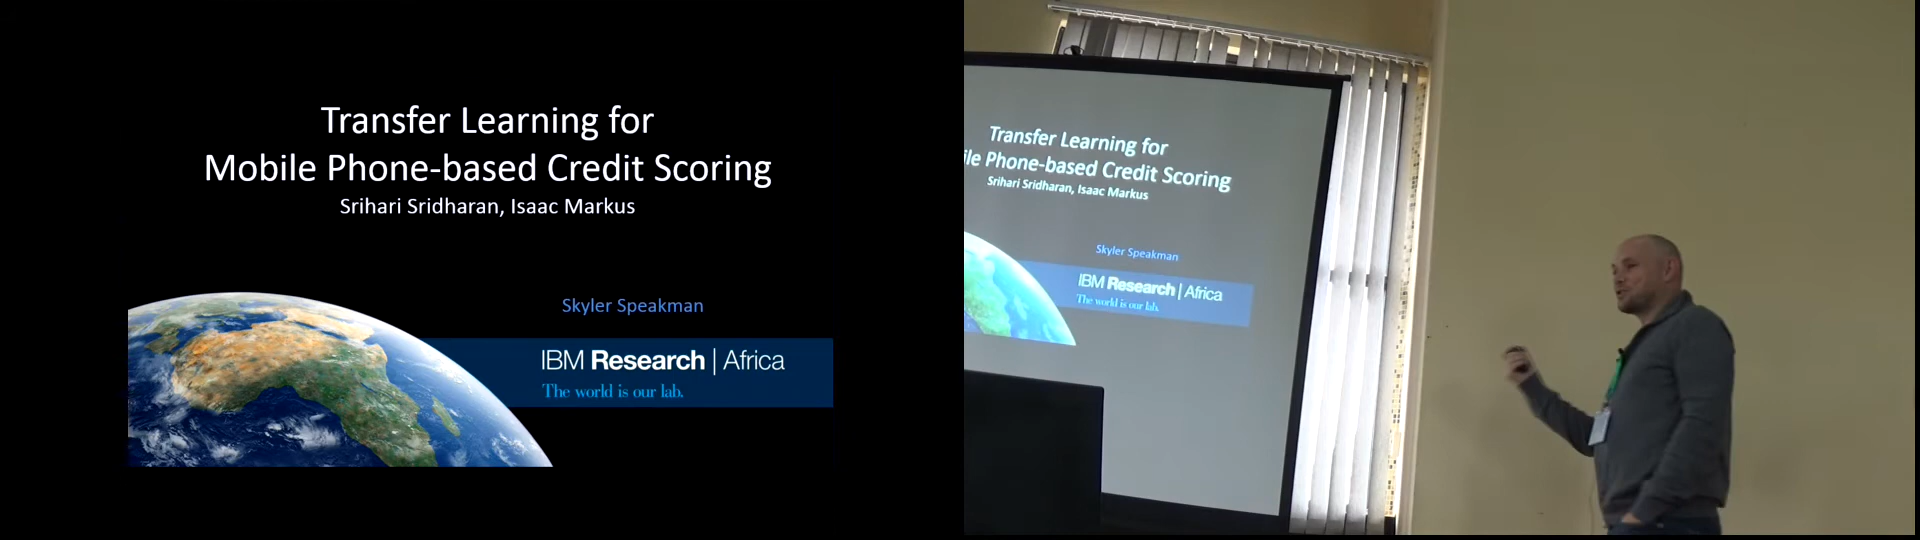 Transfer Learning for
Mobile Phone-based Credit Scoring
Srihari Sridharan, Isaac Markus
Skyler Speakman
IBM Research | Africa
The world is our lab.
Transfer Learning for
ile Phone-based Credit Scoring
Srihari Sridharan, Isaac Markus
Skyler Speakman
IBM Research | Africa
The world is our lab.